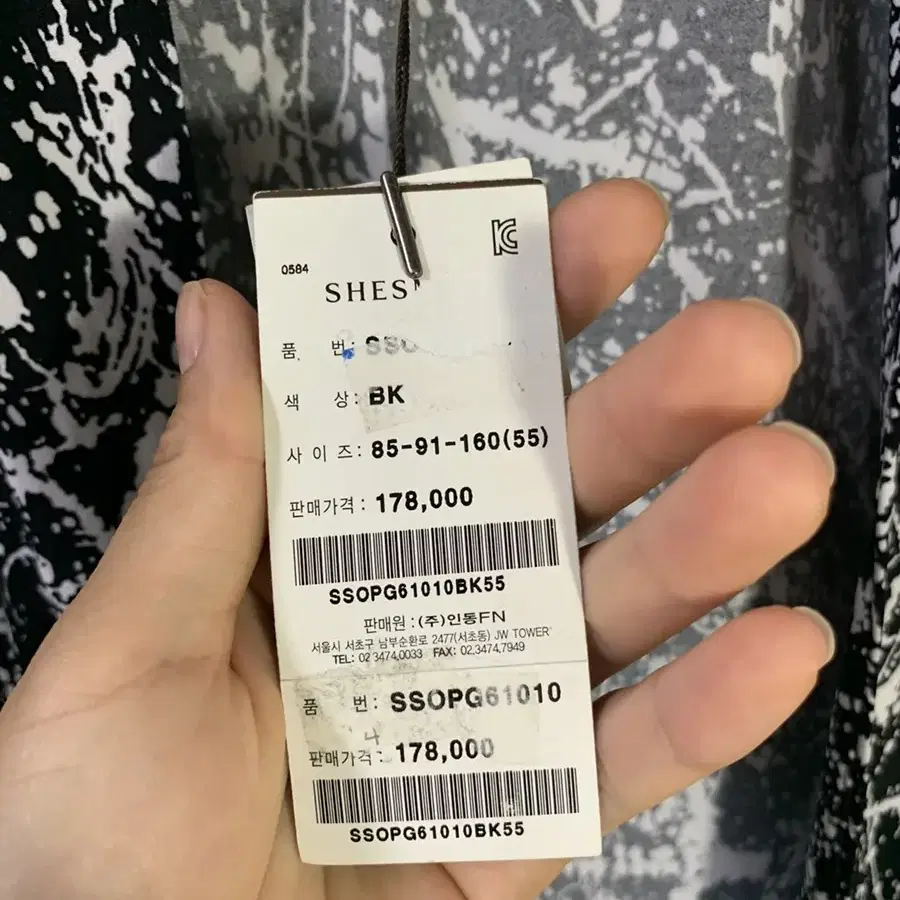 0584
SHES
품 번: SSO
색 상: BK
사 이 즈: 85-91-160(55)
판매가격: 178,000
SSOPG61010BK55
판매원 : (주)인동FN
서울시 서초구 남부순환로 2477(서초동) JW TOWER
TEL: 02.3474.0033 FAX: 02.3474.7949
품 번: SSOPG61010
판매가격: 178,000
SSOPG61010BK55